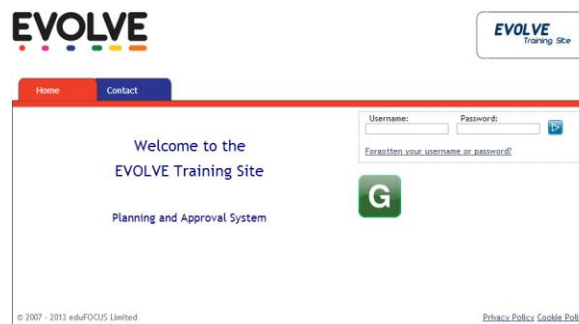 EVOLVE
EVOLVE
Training Site
Home
Contact
Username:
Password:
Forgotten your username or password?
Welcome to the
EVOLVE Training Site
G
Planning and Approval System
© 2007 - 2013 eduFOCUS Limited
Privacy Policy Cookie